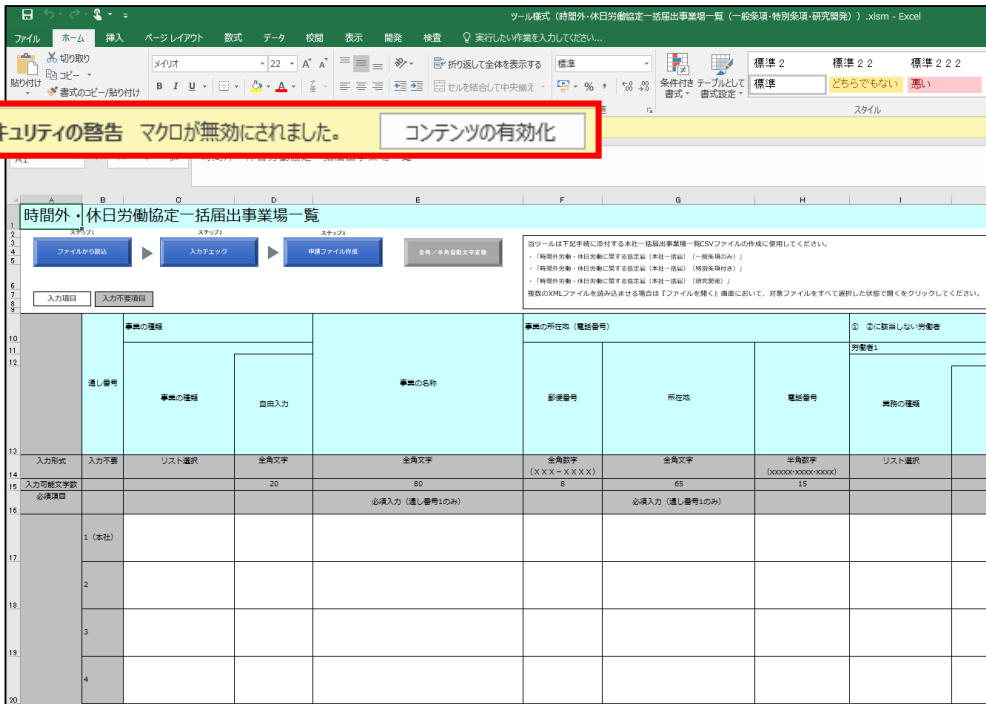 ツール様式（時間外･休日労働協定一括届出事業場一覧（一般条項･特別条項･研究開発））.xlsm - Excel
ファイル ホーム 挿入 ページ レイアウト 数式 データ 校閲 表示 開発 検査 実行したい作業を入力してください...
貼り付け 切り取り コピー 書式のコピー/貼り付け
メイリオ 22 A A 折り返して全体を表示する 標準
B I U A セルを結合して中央揃え % ,
条件付き書式 テーブルとして書式設定
標準 2 標準 2 2 標準 2 2 2
標準 どちらでもない 悪い
スタイル
キュリティの警告 マクロが無効にされました。 コンテンツの有効化
A B C D E F G H I
時間外・休日労働協定一括届出事業場一覧
ステップ1 ステップ2 ステップ3
ファイルから読込 入力チェック 申請ファイル作成 全角／半角自動文字変換
当ツールは下記手続に添付する本社一括届出事業場一覧CSVファイルの作成に使用してください。
・「時間外労働・休日労働に関する協定届（本社一括届）（一般条項のみ）」
・「時間外労働・休日労働に関する協定届（本社一括届）（特別条項付き）」
・「時間外労働・休日労働に関する協定届（本社一括届）（研究開発）」
複数のXMLファイルを読み込ませる場合は『ファイルを開く』画面において、対象ファイルをすべて選択した状態で開くをクリックしてください。
入力項目 入力不要項目
事業の種類 事業の所在地（電話番号） ① ②に該当しない労働者
労働者1
通し番号 事業の種類 自由入力 事業の名称 郵便番号 所在地 電話番号 業務の種類
入力形式 入力不要 リスト選択 全角文字 全角文字 全角数字 全角文字 半角数字 リスト選択
（XXX－XXXX） (xxxxx-xxxx-xxxx)
入力可能文字数 20 80 8 65 15
必須項目 必須入力（通し番号1のみ） 必須入力（通し番号1のみ）
1（本社）
2
3
4
1
2
3
4
5
6
7
8
9
10
11
12
13
14
15
16
17
18
19
20